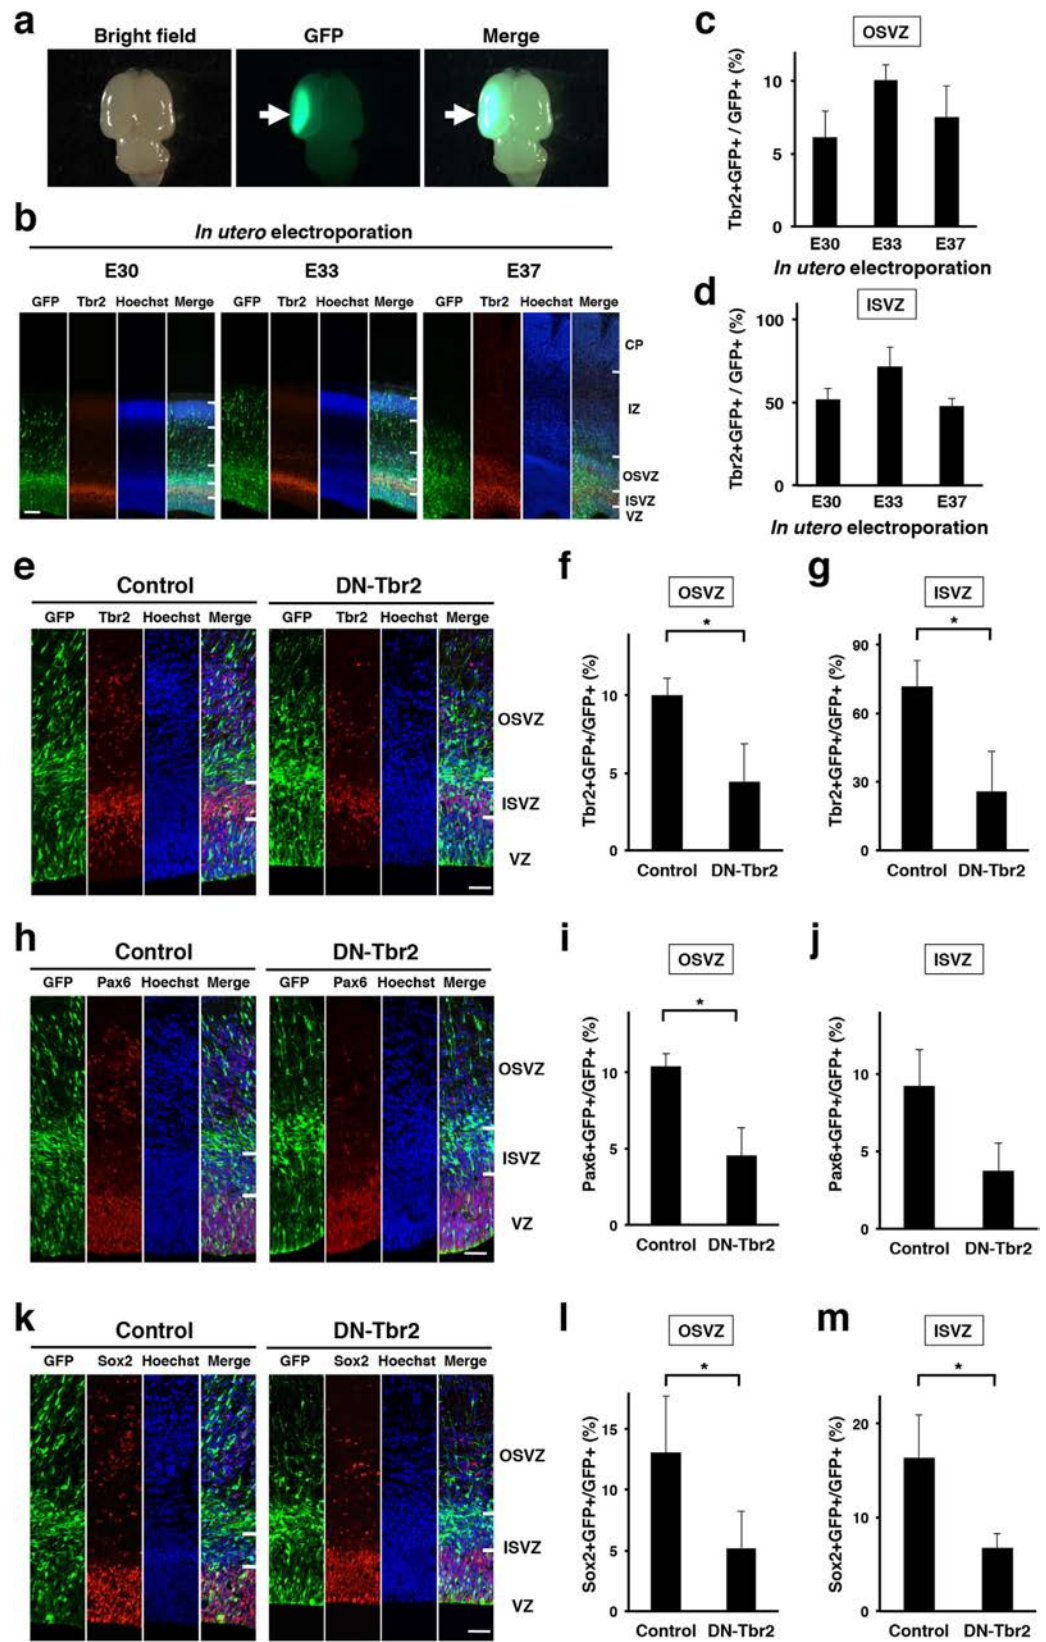 a
Bright field GFP Merge
b
In utero electroporation
E30 E33 E37
GFP Tbr2 Hoechst Merge GFP Tbr2 Hoechst Merge GFP Tbr2 Hoechst Merge
CP
IZ
OSVZ
ISVZ
VZ
c
OSVZ
Tbr2+GFP+ / GFP+ (%)
10
5
0
E30 E33 E37
In utero electroporation
d
ISVZ
Tbr2+GFP+ / GFP+ (%)
100
50
0
E30 E33 E37
In utero electroporation
e
Control DN-Tbr2
GFP Tbr2 Hoechst Merge GFP Tbr2 Hoechst Merge
OSVZ
ISVZ
VZ
f
OSVZ
*
Tbr2+GFP+/GFP+ (%)
10
5
0
Control DN-Tbr2
g
ISVZ
*
Tbr2+GFP+/GFP+ (%)
90
60
30
0
Control DN-Tbr2
h
Control DN-Tbr2
GFP Pax6 Hoechst Merge GFP Pax6 Hoechst Merge
OSVZ
ISVZ
VZ
i
OSVZ
*
Pax6+GFP+/GFP+ (%)
10
5
0
Control DN-Tbr2
j
ISVZ
Pax6+GFP+/GFP+ (%)
10
5
0
Control DN-Tbr2
k
Control DN-Tbr2
GFP Sox2 Hoechst Merge GFP Sox2 Hoechst Merge
OSVZ
ISVZ
VZ
l
OSVZ
*
Sox2+GFP+/GFP+ (%)
15
10
5
0
Control DN-Tbr2
m
ISVZ
*
Sox2+GFP+/GFP+ (%)
20
10
0
Control DN-Tbr2